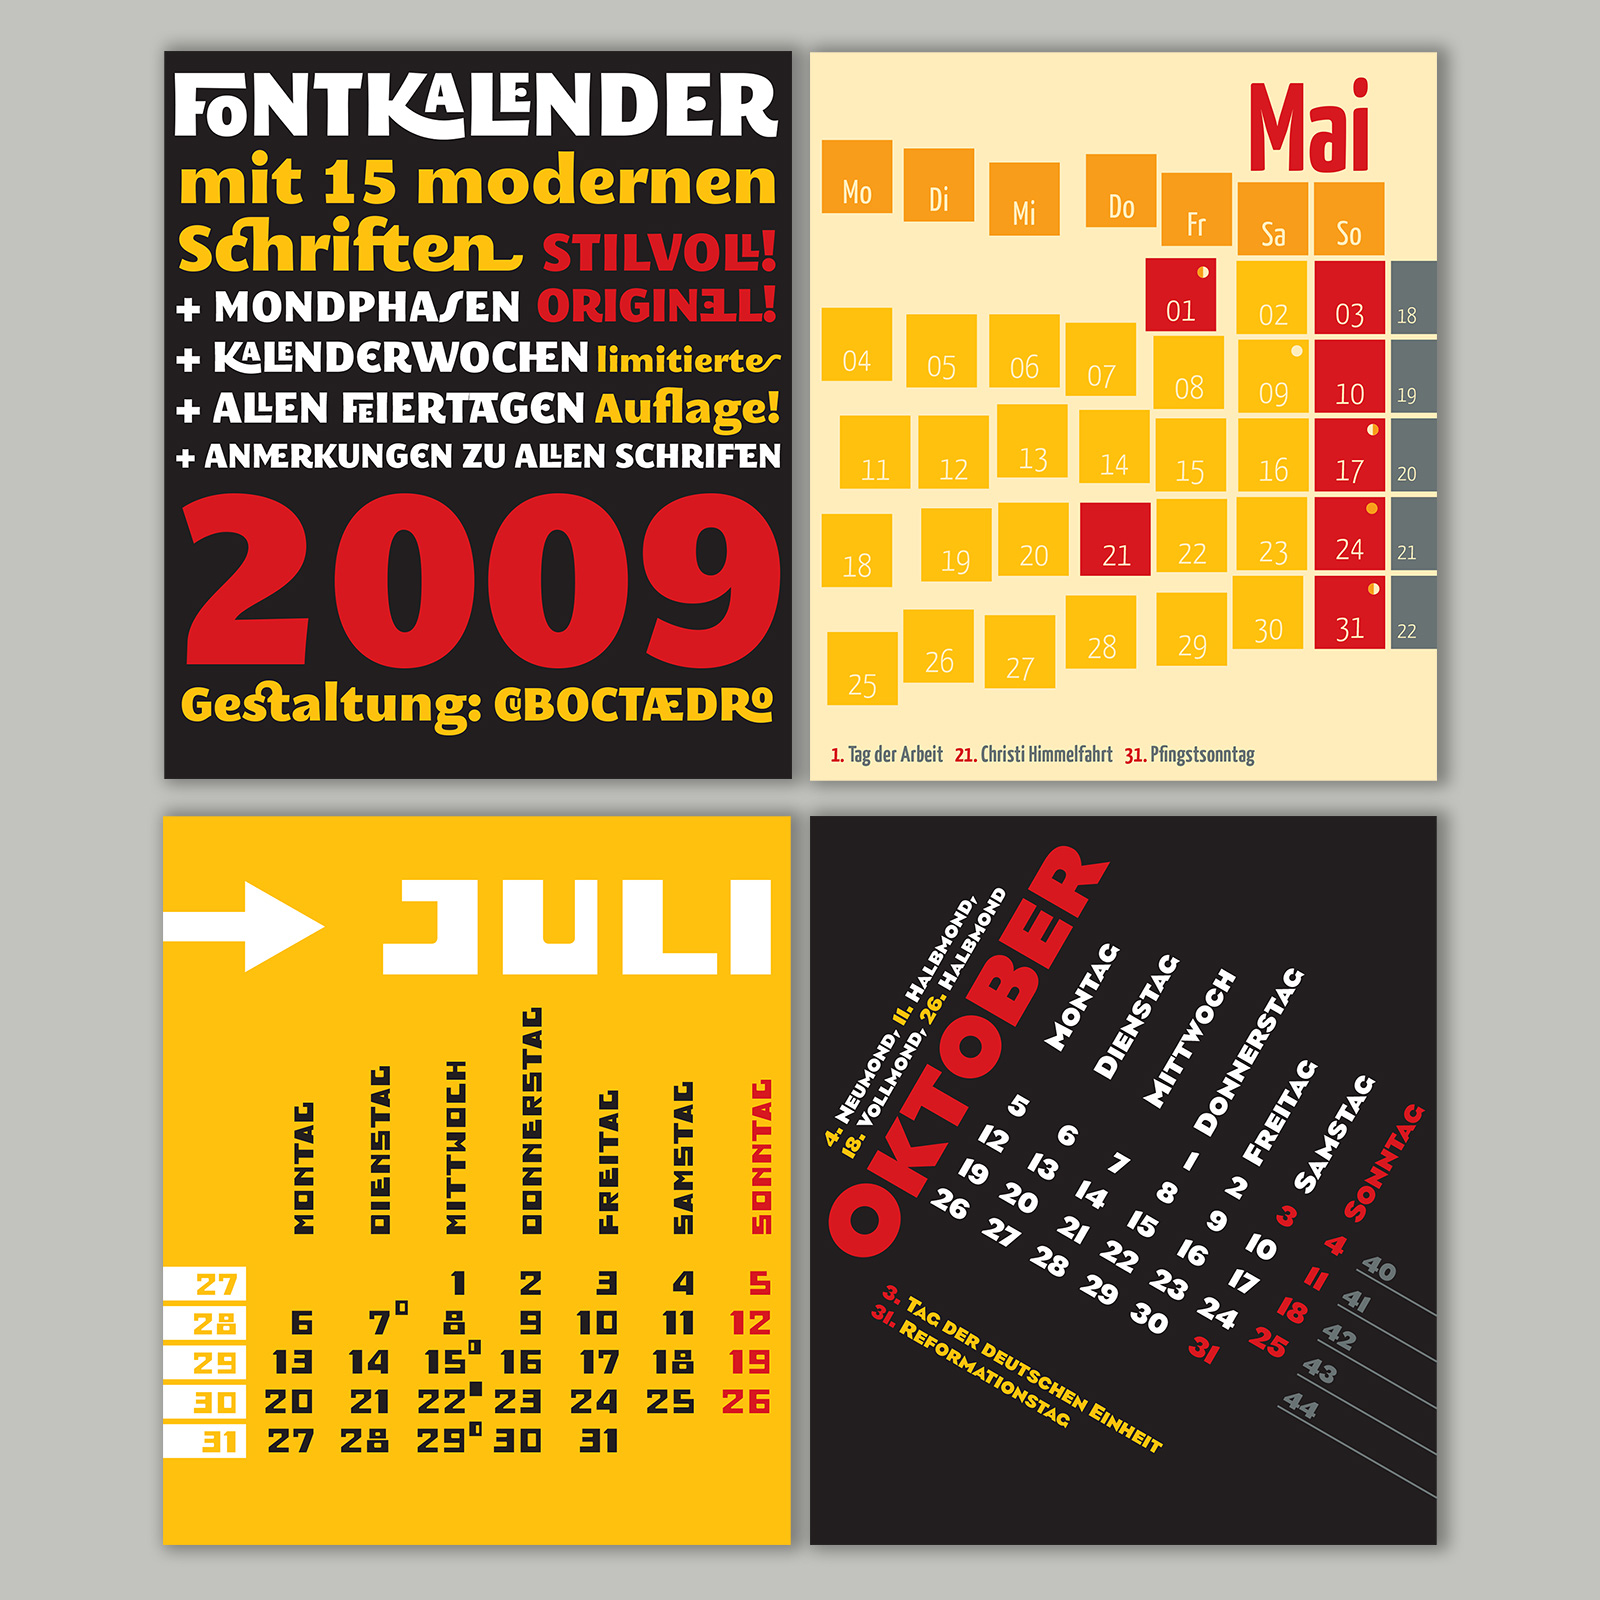 FONTKALENDER
mit 15 modernen
Schriften STILVOLL!
+ MONDPHASEN ORIGINELL!
+ KALENDERWOCHEN limitierte
+ ALLEN FEIERTAGEN Auflage!
+ ANMERKUNGEN ZU ALLEN SCHRIFEN
2009
Gestaltung: CUBOCTAEDRO
Mai
Mo Di Mi Do Fr Sa So
01 02 03 18
04 05 06 07 08 09 10 19
11 12 13 14 15 16 17 20
18 19 20 21 22 23 24 21
25 26 27 28 29 30 31 22
1. Tag der Arbeit 21. Christi Himmelfahrt 31. Pfingstsonntag
JULI
MONTAG DIENSTAG MITTWOCH DONNERSTAG FREITAG SAMSTAG SONNTAG
27 1 2 3 4 5
28 6 7 8 9 10 11 12
29 13 14 15 16 17 18 19
30 20 21 22 23 24 25 26
31 27 28 29 30 31
4. NEUMOND, 11. HALBMOND,
18. VOLLMOND, 26. HALBMOND
OKTOBER
MONTAG DIENSTAG MITTWOCH DONNERSTAG FREITAG SAMSTAG SONNTAG
1 2 3 4 40
5 6 7 8 9 10 11 41
12 13 14 15 16 17 18 42
19 20 21 22 23 24 25 43
26 27 28 29 30 31 44
3. TAG DER DEUTSCHEN EINHEIT
31. REFORMATIONSTAG